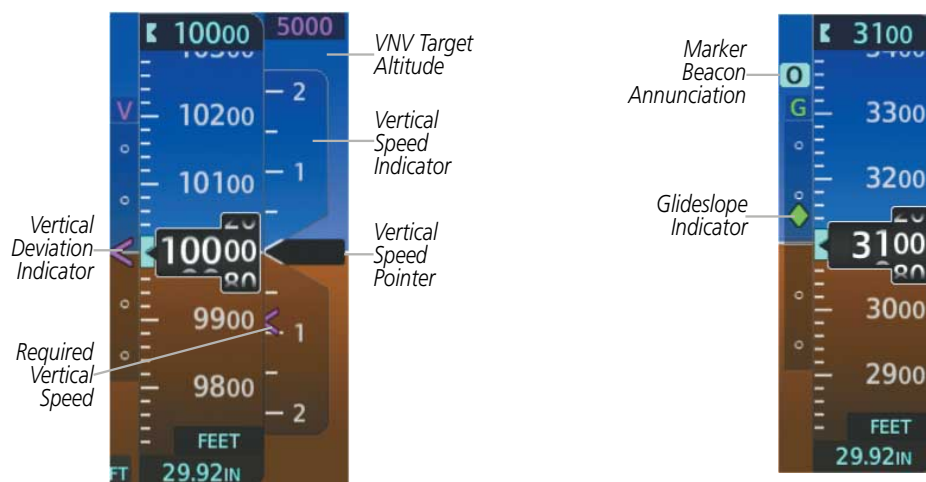 10000
5000
VNV Target
Altitude
2
V
10200
Vertical
Speed
Indicator
10100
1
Vertical
Deviation
Indicator
20
10000
80
Vertical
Speed
Pointer
9900
1
Required
Vertical
Speed
9800
2
FEET
FT
29.92IN
Marker
Beacon
Annunciation
3100
O
G
3300
3200
Glideslope
Indicator
3100
3000
2900
FEET
29.92IN